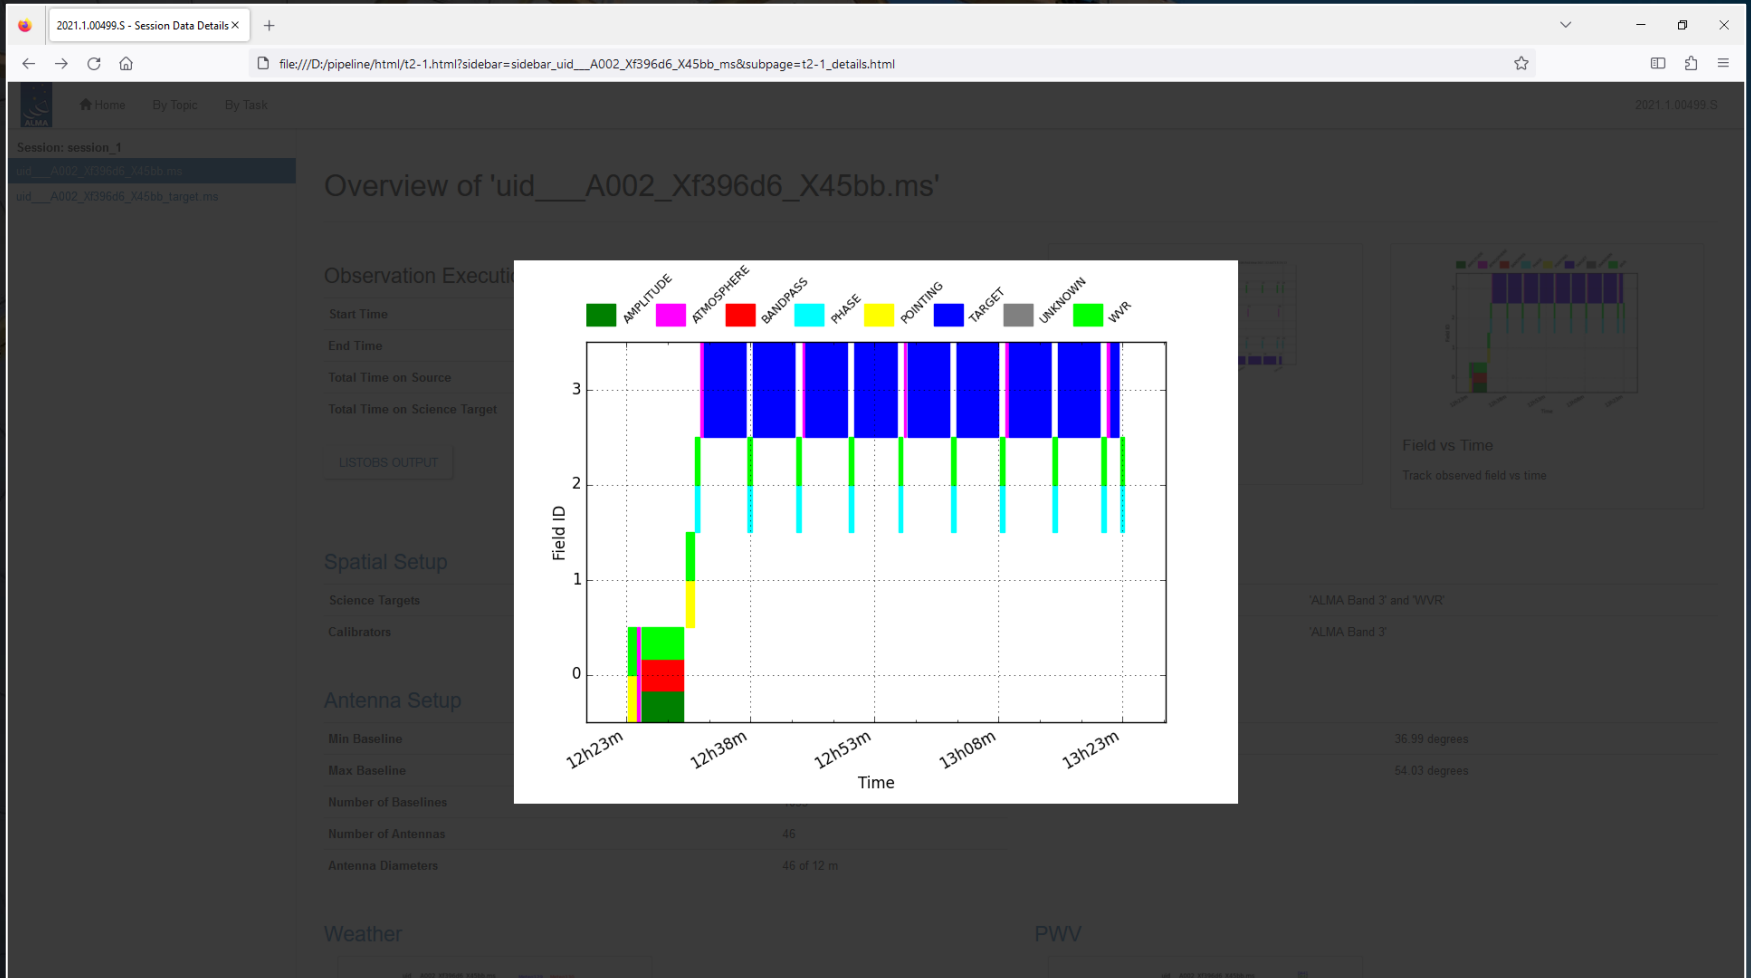 2021.1.00499.S - Session Data Details
file:///D:/pipeline/html/t2-1.html?sidebar=sidebar_uid___A002_Xf396d6_X45bb_ms&subpage=t2-1_details.html
ALMA
Home
By Topic
By Task
2021.1.00499.S
Session: session_1
uid___A002_Xf396d6_X45bb.ms
uid___A002_Xf396d6_X45bb_target.ms
Overview of 'uid___A002_Xf396d6_X45bb.ms'
Observation Executi
Start Time
End Time
Total Time on Source
Total Time on Science Target
LISTOBS OUTPUT
AMPLITUDE
ATMOSPHERE
BANDPASS
PHASE
POINTING
TARGET
UNKNOWN
WVR
3
2
1
0
Field ID
12h23m
12h38m
12h53m
13h08m
13h23m
Time
Field vs Time
Track observed field vs time
Spatial Setup
Science Targets
'ALMA Band 3' and 'WVR'
Calibrators
'ALMA Band 3'
Antenna Setup
Min Baseline
36.99 degrees
Max Baseline
54.03 degrees
Number of Baselines
Number of Antennas
46
Antenna Diameters
46 of 12 m
Weather
PWV